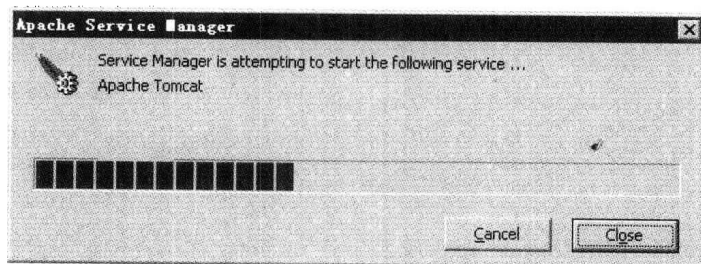 Apache Service Manager
Service Manager is attempting to start the following service ...
Apache Tomcat
Cancel
Close